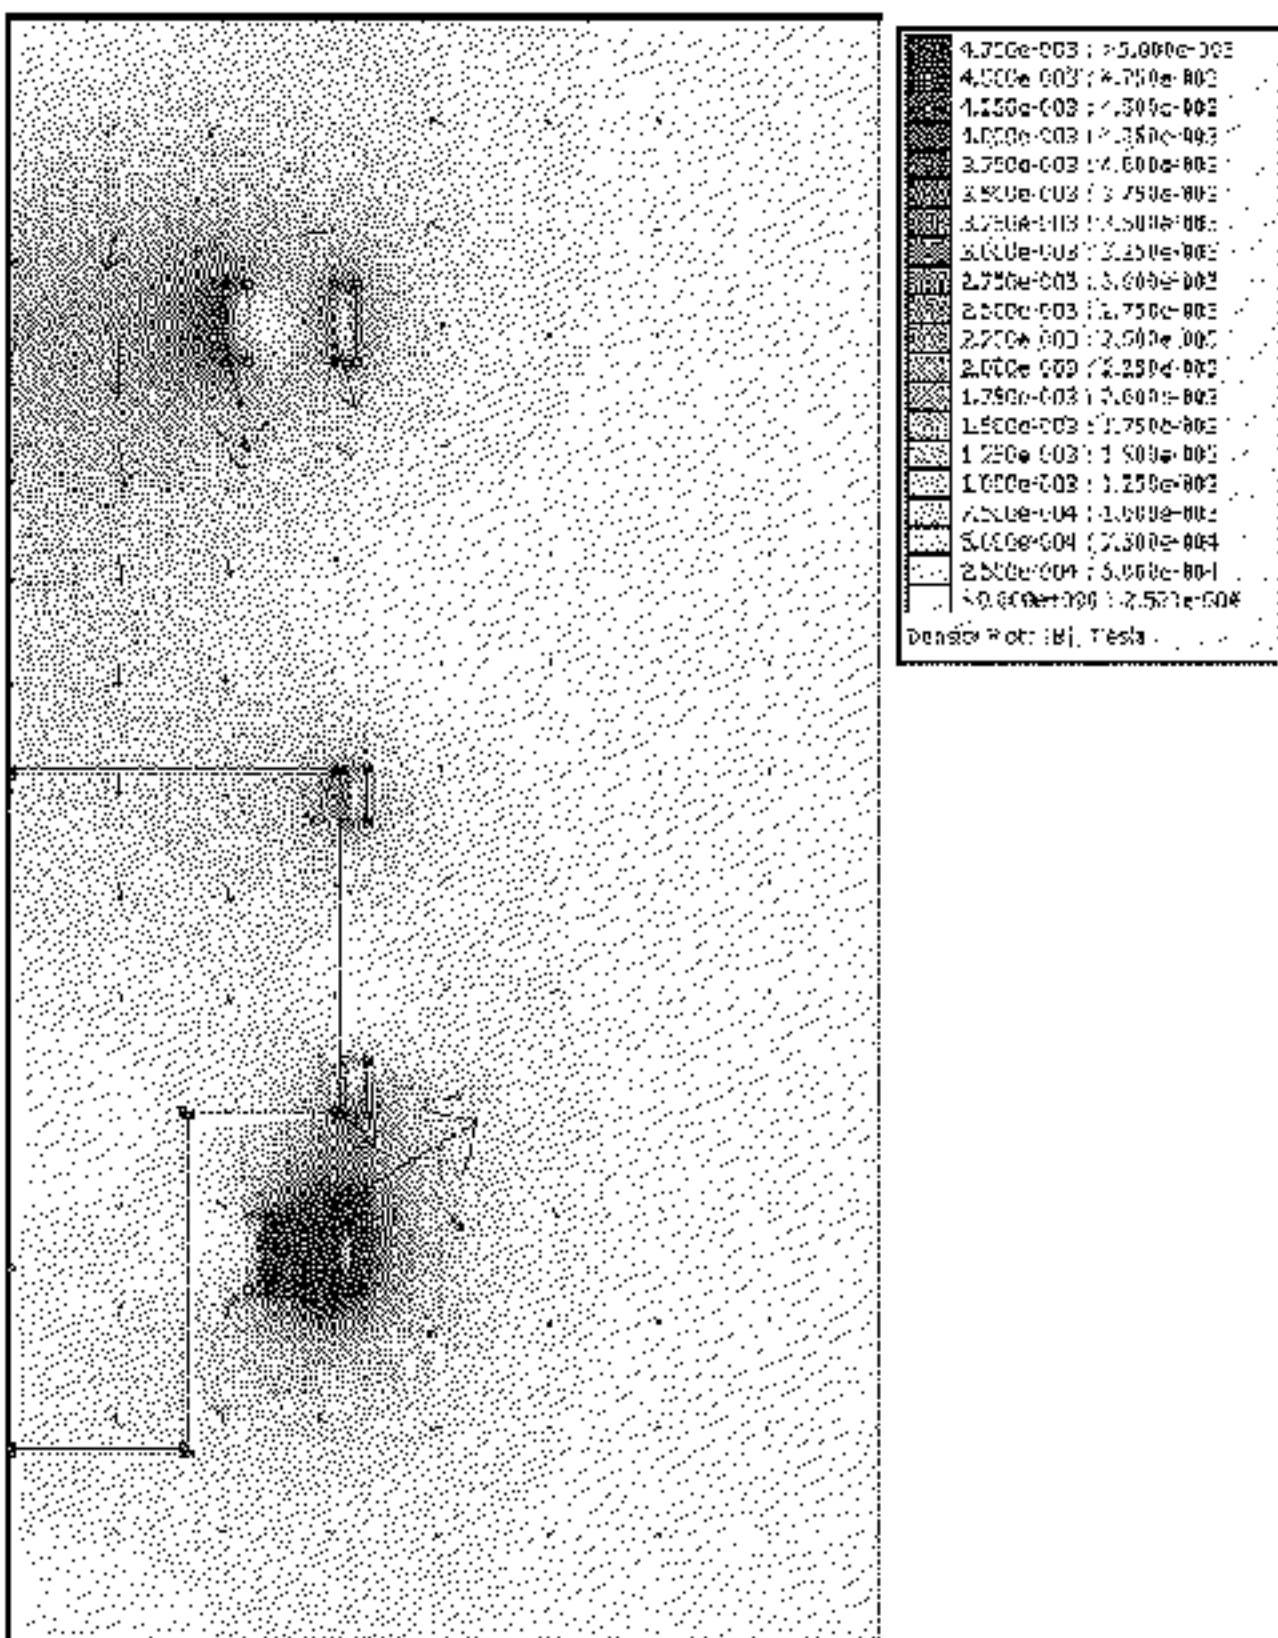 4.750e-003 : >5.000e-003
4.500e-003 : 4.750e-003
4.250e-003 : 4.500e-003
4.000e-003 : 4.250e-003
3.750e-003 : 4.000e-003
3.500e-003 : 3.750e-003
3.250e-003 : 3.500e-003
3.000e-003 : 3.250e-003
2.750e-003 : 3.000e-003
2.500e-003 : 2.750e-003
2.250e-003 : 2.500e-003
2.000e-003 : 2.250e-003
1.750e-003 : 2.000e-003
1.500e-003 : 1.750e-003
1.250e-003 : 1.500e-003
1.000e-003 : 1.250e-003
7.500e-004 : 1.000e-003
5.000e-004 : 7.500e-004
2.500e-004 : 5.000e-004
<0.000e+000 : 2.500e-004
Density Plot: |B|, Tesla